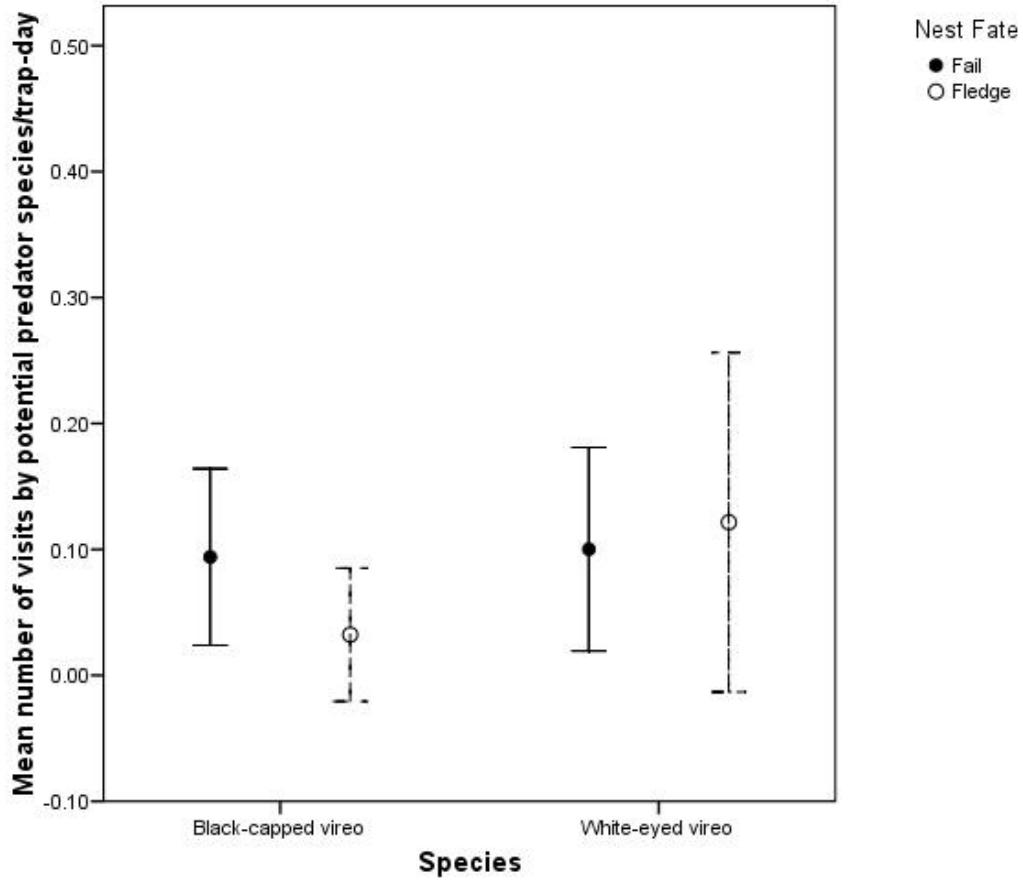 Mean number of visits by potential predator species/trap-day
0.50
0.40
0.30
0.20
0.10
0.00
-0.10
Black-capped vireo
White-eyed vireo
Species
Nest Fate
Fail
Fledge